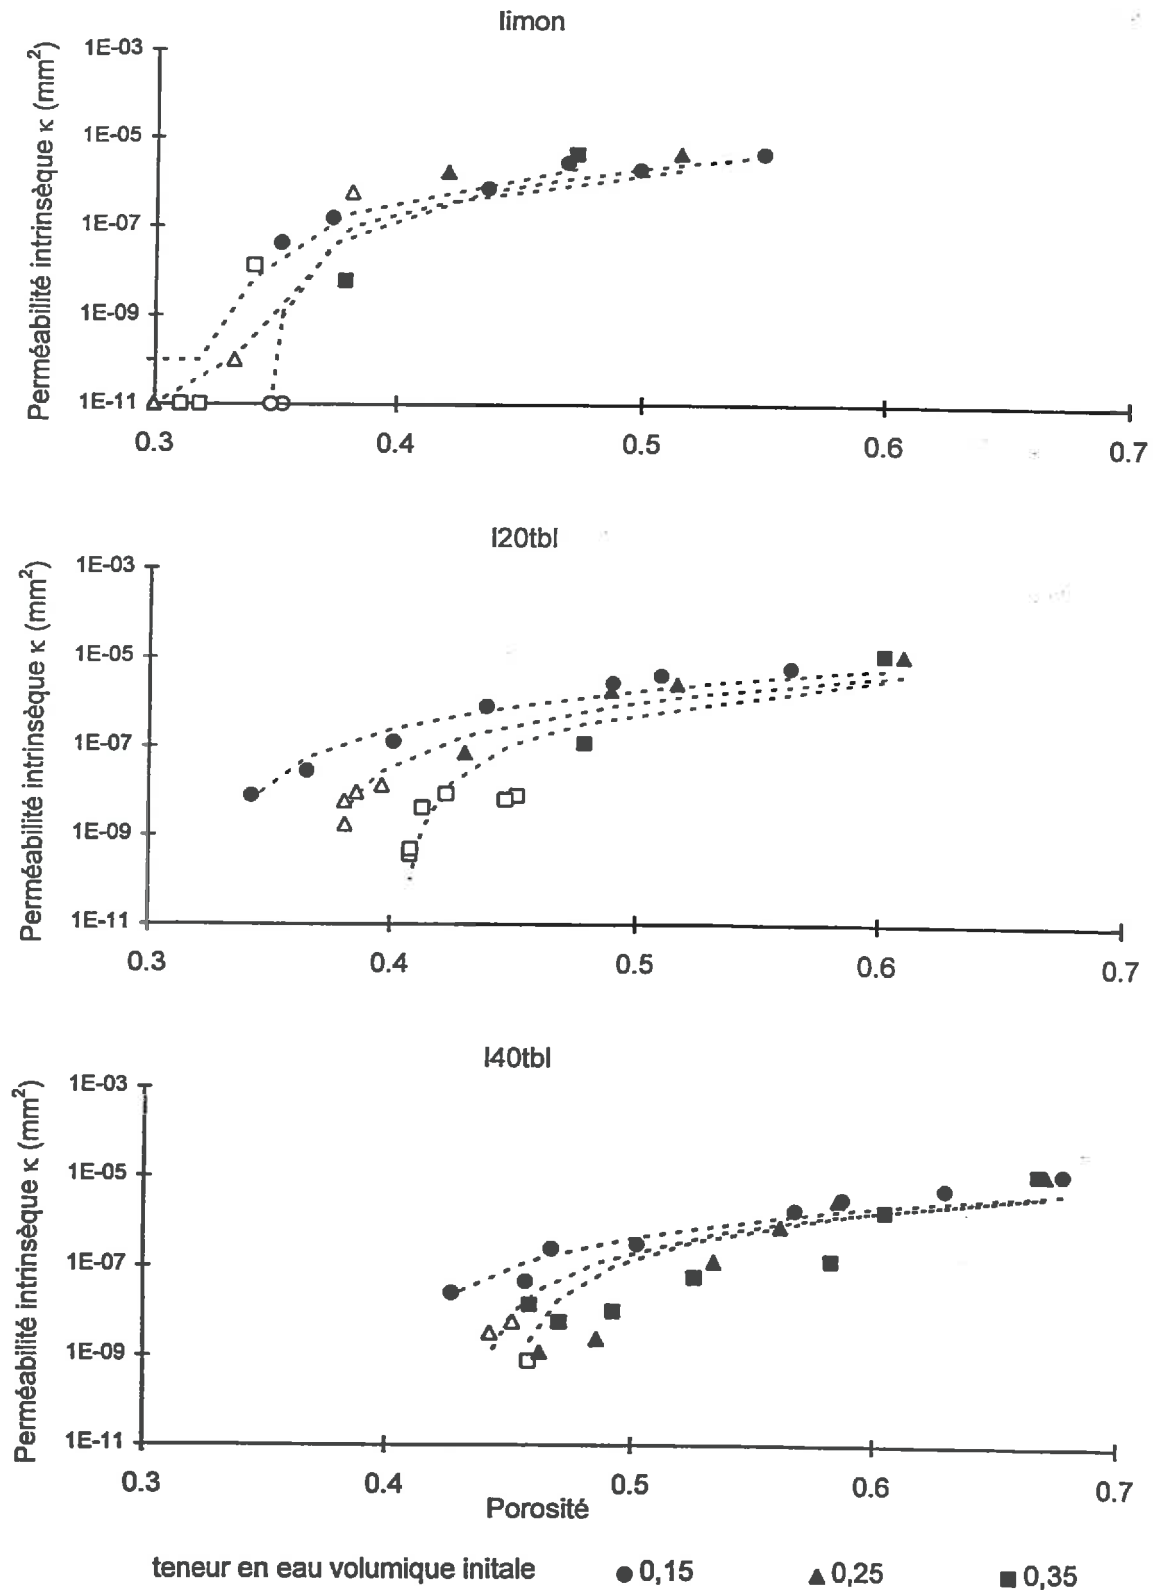 limon
Perméabilité intrinsèque κ (mm²)
1E-03
1E-05
1E-07
1E-09
1E-11
0.3 0.4 0.5 0.6 0.7
l20tbl
Perméabilité intrinsèque κ (mm²)
1E-03
1E-05
1E-07
1E-09
1E-11
0.3 0.4 0.5 0.6 0.7
l40tbl
Perméabilité intrinsèque κ (mm²)
1E-03
1E-05
1E-07
1E-09
1E-11
0.3 0.4 0.5 0.6 0.7
Porosité
teneur en eau volumique initale 0,15 0,25 0,35